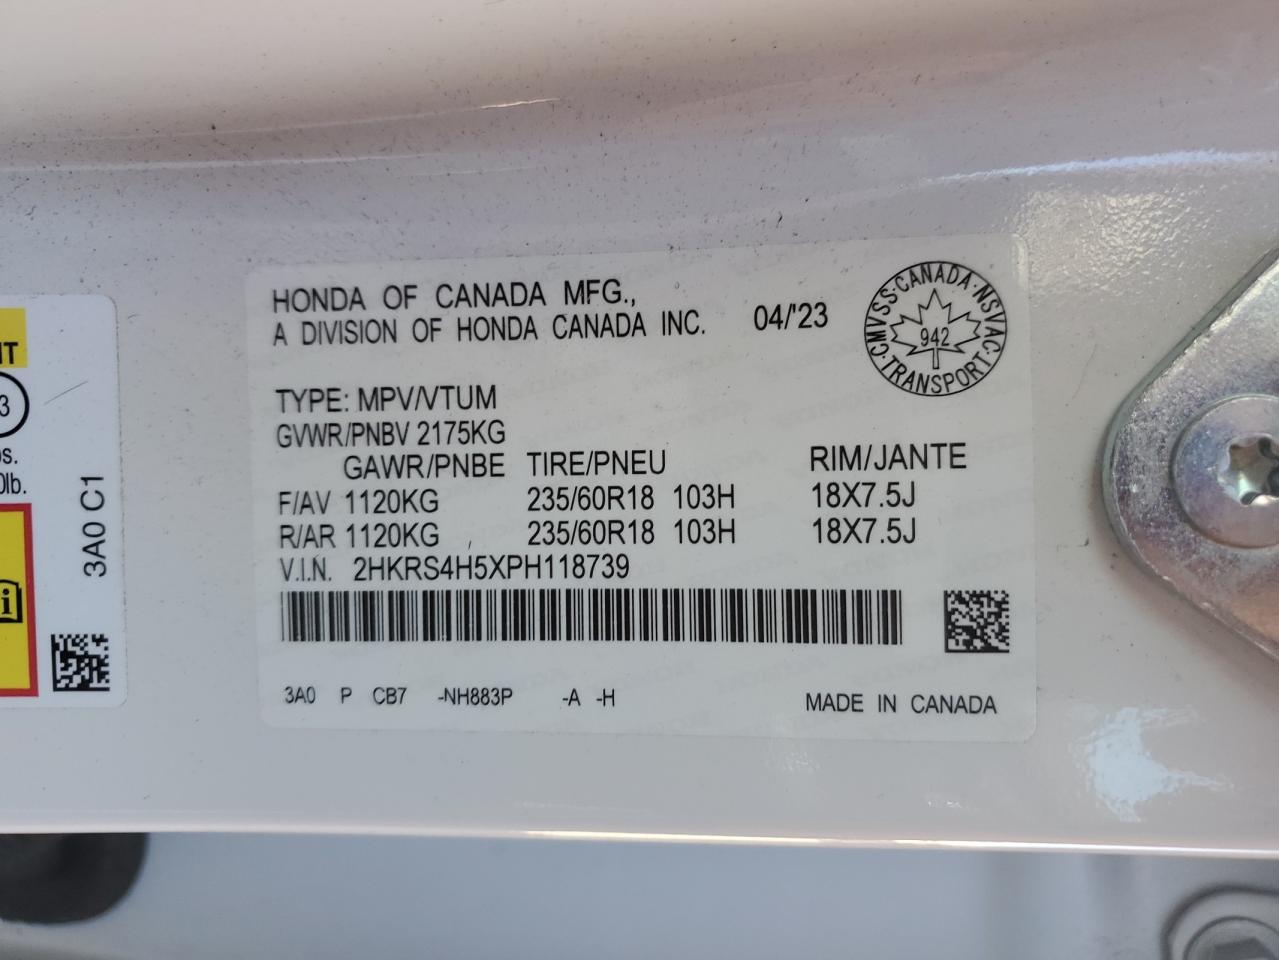 HONDA OF CANADA MFG.,
A DIVISION OF HONDA CANADA INC. 04/'23
CMVSS·CANADA·NSVAC·TRANSPORT·
942
TYPE: MPV/VTUM
GVWR/PNBV 2175KG
GAWR/PNBE TIRE/PNEU RIM/JANTE
F/AV 1120KG 235/60R18 103H 18X7.5J
R/AR 1120KG 235/60R18 103H 18X7.5J
V.I.N. 2HKRS4H5XPH118739
3A0 P CB7 -NH883P -A -H MADE IN CANADA
3A0 C1